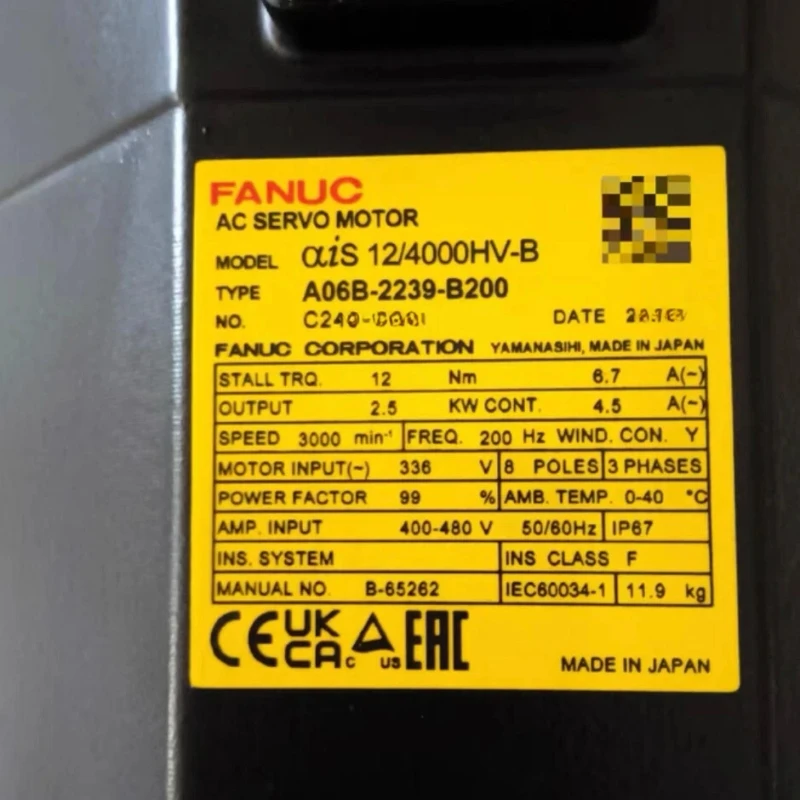 FANUC
AC SERVO MOTOR
MODEL αiS 12/4000HV-B
TYPE A06B-2239-B200
NO. DATE
FANUC CORPORATION YAMANASIHI, MADE IN JAPAN
STALL TRQ. 12 Nm 6.7 A(~)
OUTPUT 2.5 KW CONT. 4.5 A(~)
SPEED 3000 min⁻¹ FREQ. 200 Hz WIND. CON. Y
MOTOR INPUT(~) 336 V 8 POLES 3 PHASES
POWER FACTOR 99 % AMB. TEMP. 0-40 °C
AMP. INPUT 400-480 V 50/60Hz IP67
INS. SYSTEM INS CLASS F
MANUAL NO. B-65262 IEC60034-1 11.9 kg
CE UK CA C US EAC
MADE IN JAPAN